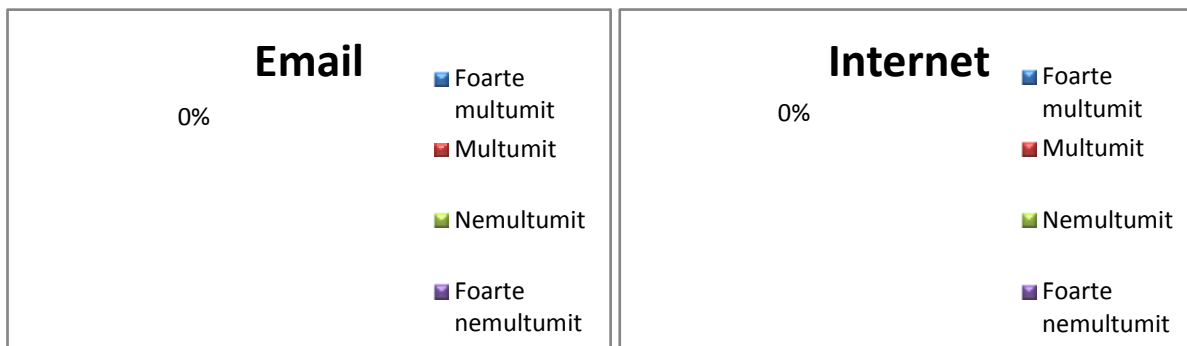 Email
0%
Foarte
multumit
Multumit
Nemultumit
Foarte
nemultumit
Internet
0%
Foarte
multumit
Multumit
Nemultumit
Foarte
nemultumit